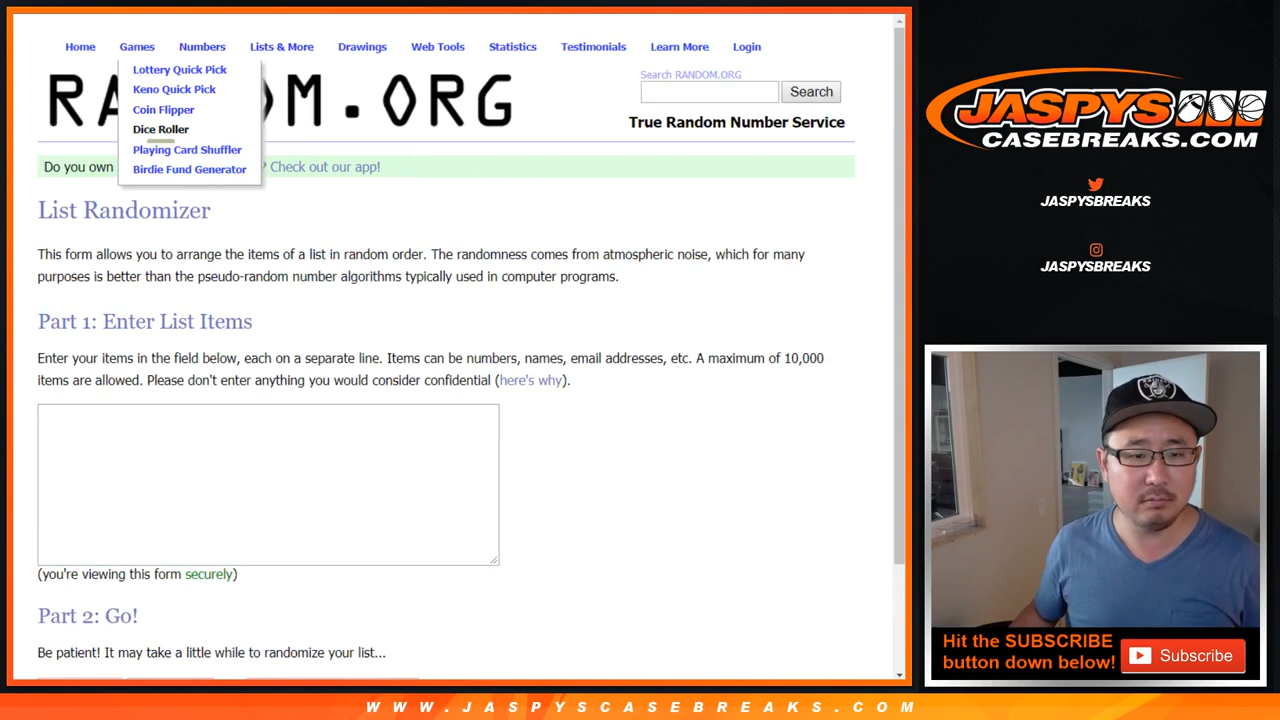 Home Games Numbers Lists & More Drawings Web Tools Statistics Testimonials Learn More Login
Lottery Quick Pick
Keno Quick Pick
Coin Flipper
Dice Roller
Playing Card Shuffler
Birdie Fund Generator
RA OM.ORG
Search RANDOM.ORG
Search
True Random Number Service
Do you own ? Check out our app!
List Randomizer
This form allows you to arrange the items of a list in random order. The randomness comes from atmospheric noise, which for many
purposes is better than the pseudo-random number algorithms typically used in computer programs.
Part 1: Enter List Items
Enter your items in the field below, each on a separate line. Items can be numbers, names, email addresses, etc. A maximum of 10,000
items are allowed. Please don't enter anything you would consider confidential (here's why).
(you're viewing this form securely)
Part 2: Go!
Be patient! It may take a little while to randomize your list...
JASPYS
CASEBREAKS.COM
JASPYSBREAKS
JASPYSBREAKS
Hit the SUBSCRIBE
button down below!
Subscribe
WWW.JASPYSCASEBREAKS.COM